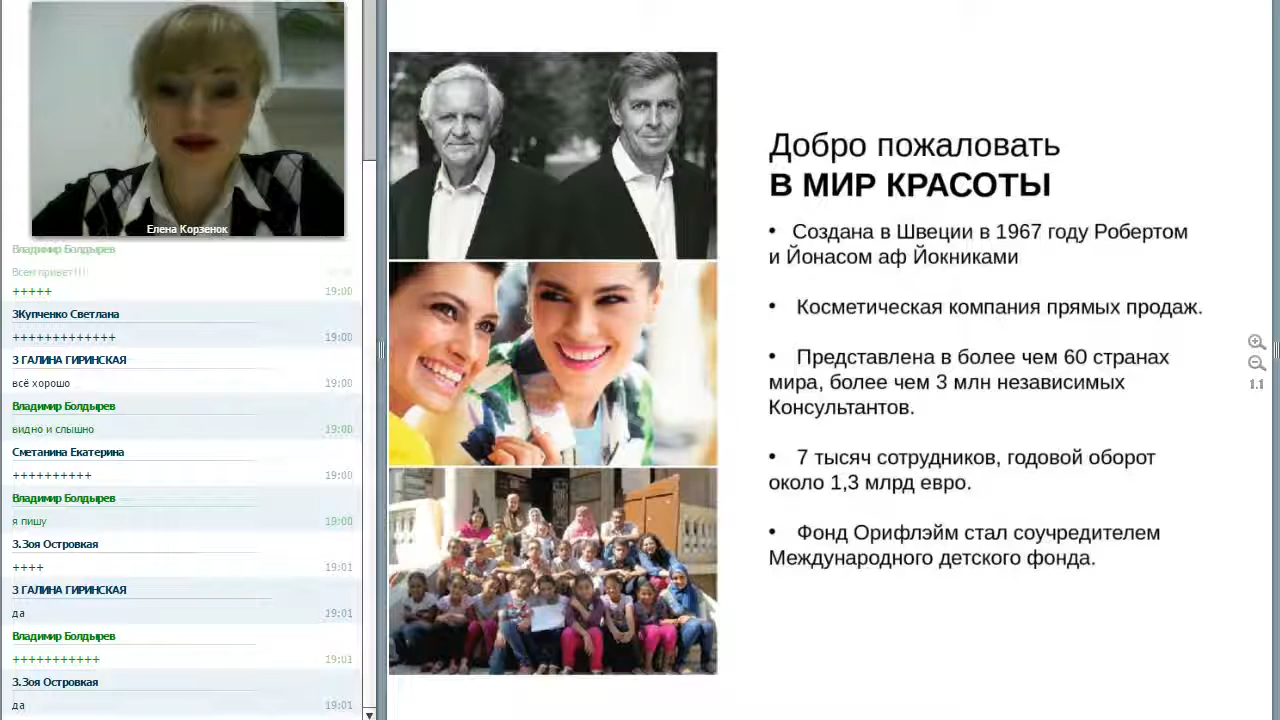 Елена Корзенок
Владимир Болдырев
Всем привет!!!!
+++++ 19:00
3Купченко Светлана
+++++++++++++ 19:00
3 ГАЛИНА ГИРИНСКАЯ
всё хорошо 19:00
Владимир Болдырев
видно и слышно 19:00
Сметанина Екатерина
++++++++++ 19:00
Владимир Болдырев
я пишу 19:00
3.Зоя Островкая
++++ 19:01
3 ГАЛИНА ГИРИНСКАЯ
да 19:01
Владимир Болдырев
+++++++++++ 19:01
3.Зоя Островкая
да 19:01
Добро пожаловать
В МИР КРАСОТЫ
• Создана в Швеции в 1967 году Робертом
и Йонасом аф Йокниками
• Косметическая компания прямых продаж.
• Представлена в более чем 60 странах
мира, более чем 3 млн независимых
Консультантов.
• 7 тысяч сотрудников, годовой оборот
около 1,3 млрд евро.
• Фонд Орифлэйм стал соучредителем
Международного детского фонда.
1.1